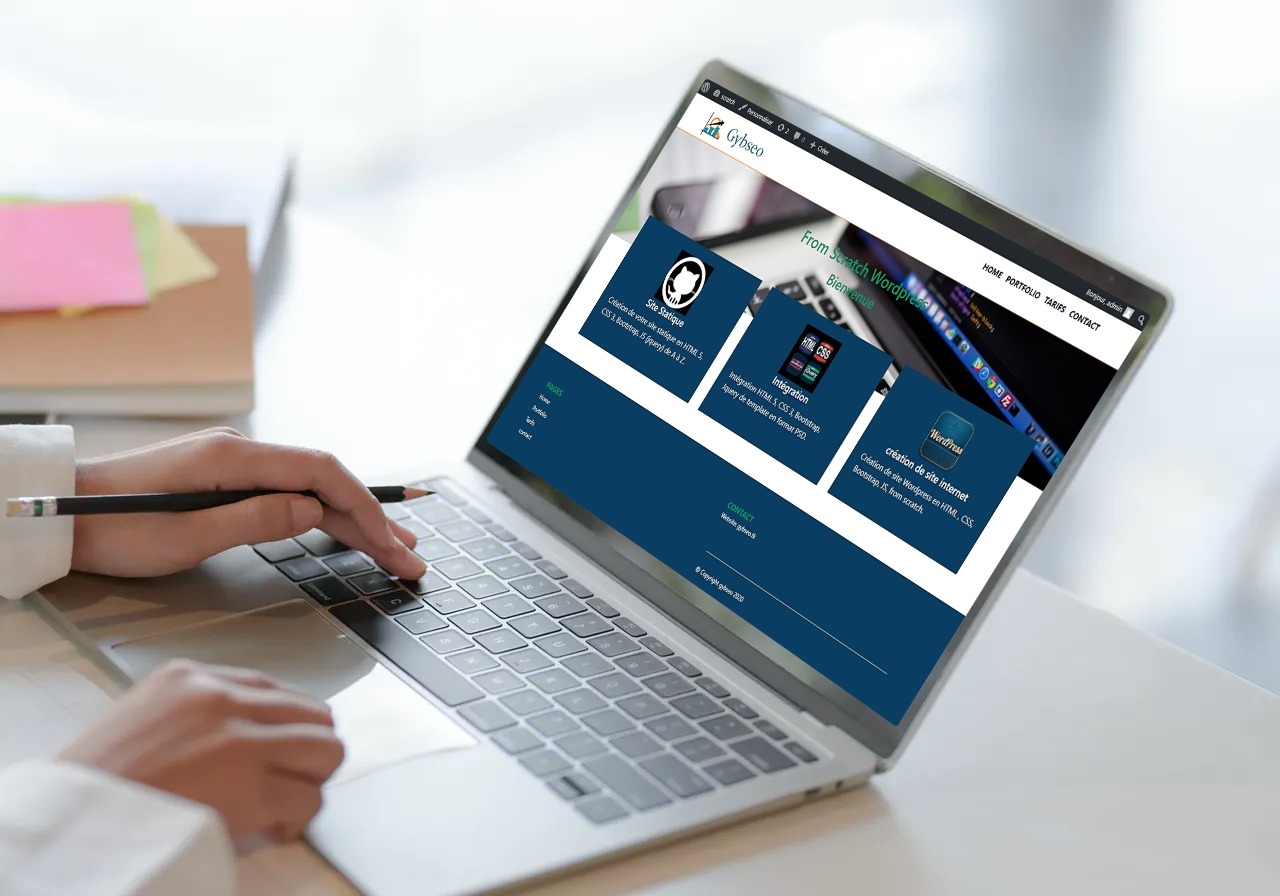 scratch Personnaliser 2 0 Créer
Bonjour, admin
Gybseo
HOME PORTFOLIO TARIFS CONTACT
From Scratch Wordpress
Bienvenue
Site Statique
Création de votre site statique en HTML 5,
CSS 3, Bootstrap, JS (jquery) de A à Z.
HTML CSS
jQuery
Intégration
Intégration HTML 5, CSS 3, Bootstrap,
Jquery de template en format PSD.
WordPress
création de site internet
Création de site Wordpress en HTML, CSS,
Bootstrap, JS, from scratch.
PAGES
Home
Portfolio
Tarifs
contact
CONTACT
Website: gybseo.fr
© Copyright gybseo 2020